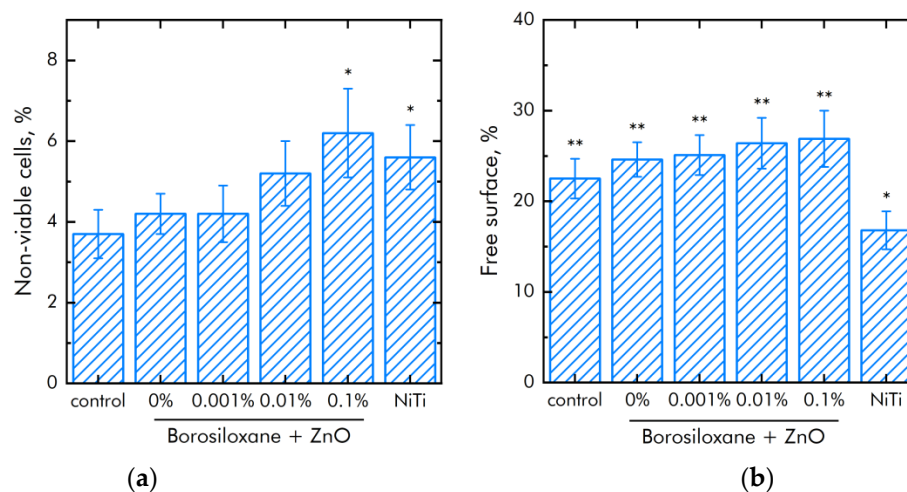 Non-viable cells, %
8
6
4
2
0
*
*
control 0% 0.001% 0.01% 0.1% NiTi
Borosiloxane + ZnO
(a)
Free surface, %
40
30
20
10
0
** ** ** ** ** *
control 0% 0.001% 0.01% 0.1% NiTi
Borosiloxane + ZnO
(b)